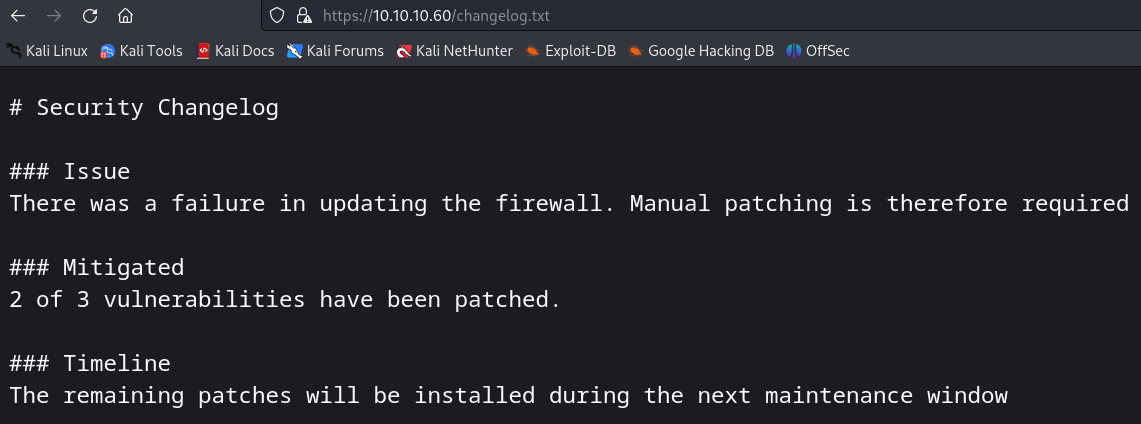 https://10.10.10.60/changelog.txt
Kali Linux Kali Tools Kali Docs Kali Forums Kali NetHunter Exploit-DB Google Hacking DB OffSec
# Security Changelog
### Issue
There was a failure in updating the firewall. Manual patching is therefore required
### Mitigated
2 of 3 vulnerabilities have been patched.
### Timeline
The remaining patches will be installed during the next maintenance window